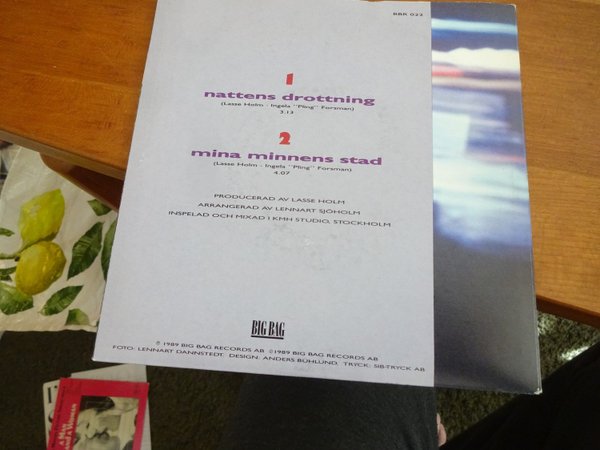 BBR 022
1
nattens drottning
(Lasse Holm - Ingela "Pling" Forsman)
3.13
2
mina minnens stad
(Lasse Holm - Ingela "Pling" Forsman)
4.07
PRODUCERAD AV LASSE HOLM
ARRANGERAD AV LENNART SJÖHOLM
INSPELAD OCH MIXAD I KMH STUDIO, STOCKHOLM
BIG BAG
℗ 1989 BIG BAG RECORDS AB ©1989 BIG BAG RECORDS AB
FOTO: LENNART DANNSTEDT. DESIGN: ANDERS BÜHLUND. TRYCK: SIB-TRYCK AB
A MAN
AND A WOMAN